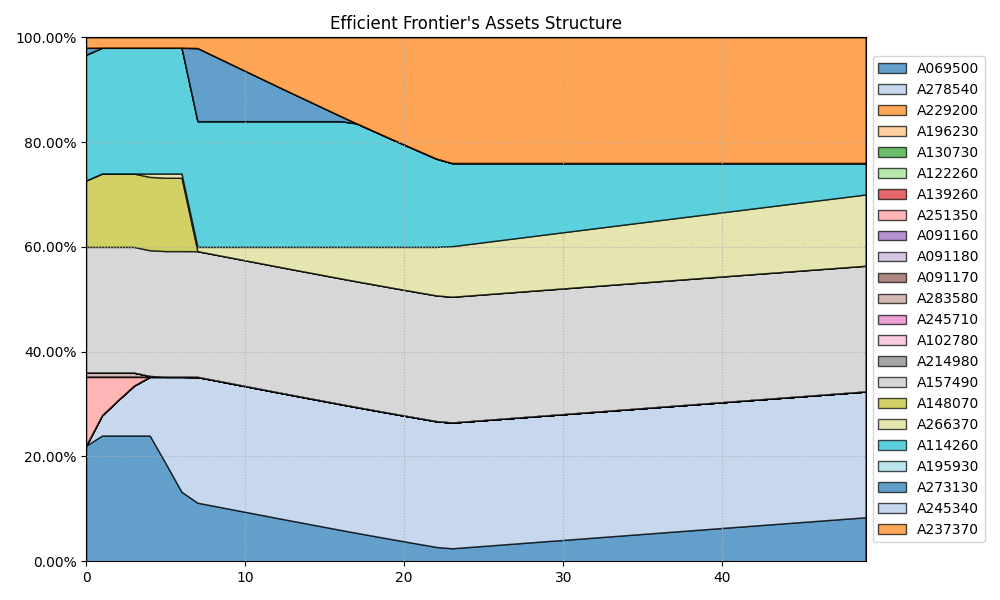 Efficient Frontier's Assets Structure
100.00%
80.00%
60.00%
40.00%
20.00%
0.00%
0
10
20
30
40
A069500
A278540
A229200
A196230
A130730
A122260
A139260
A251350
A091160
A091180
A091170
A283580
A245710
A102780
A214980
A157490
A148070
A266370
A114260
A195930
A273130
A245340
A237370